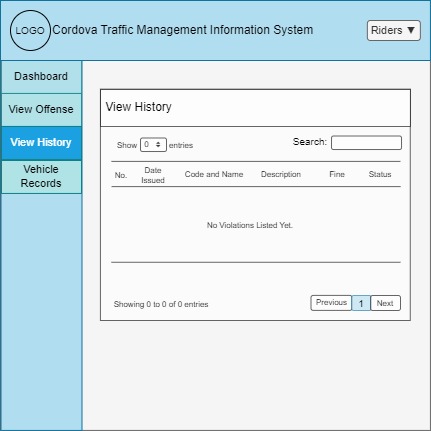 LOGO Cordova Traffic Management Information System Riders ▼
Dashboard
View Offense
View History
Vehicle
Records
View History
Show 0 entries Search:
No. Date Issued Code and Name Description Fine Status
No Violations Listed Yet.
Showing 0 to 0 of 0 entries Previous 1 Next